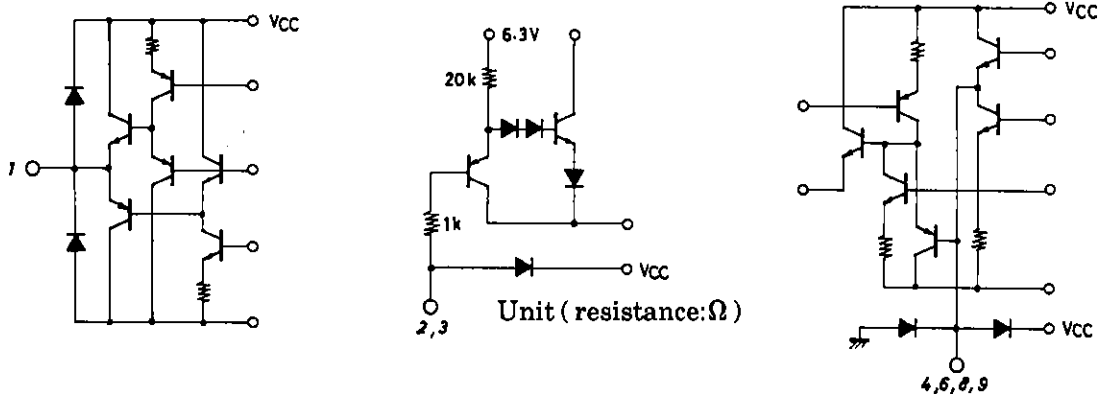 VCC
1
6.3V
20k
1k
VCC
2,3
Unit ( resistance:Ω )
VCC
VCC
4,6,8,9